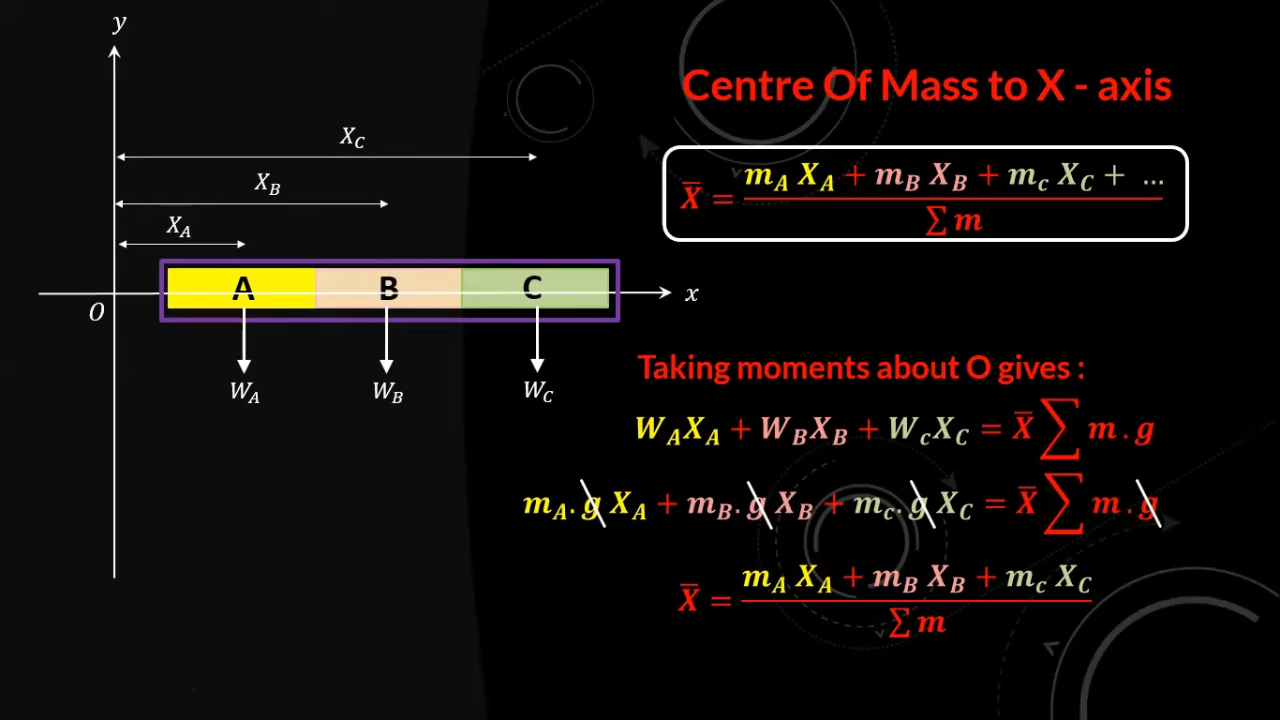 y
Centre Of Mass to X - axis
X_C
X_B
X_A
X̅ = (m_A X_A + m_B X_B + m_c X_C + ...) / ∑ m
A B C
O
x
W_A W_B W_C
Taking moments about O gives :
W_A X_A + W_B X_B + W_c X_C = X̅ ∑ m . g
m_A . g X_A + m_B . g X_B + m_c . g X_C = X̅ ∑ m . g
X̅ = (m_A X_A + m_B X_B + m_c X_C) / ∑ m